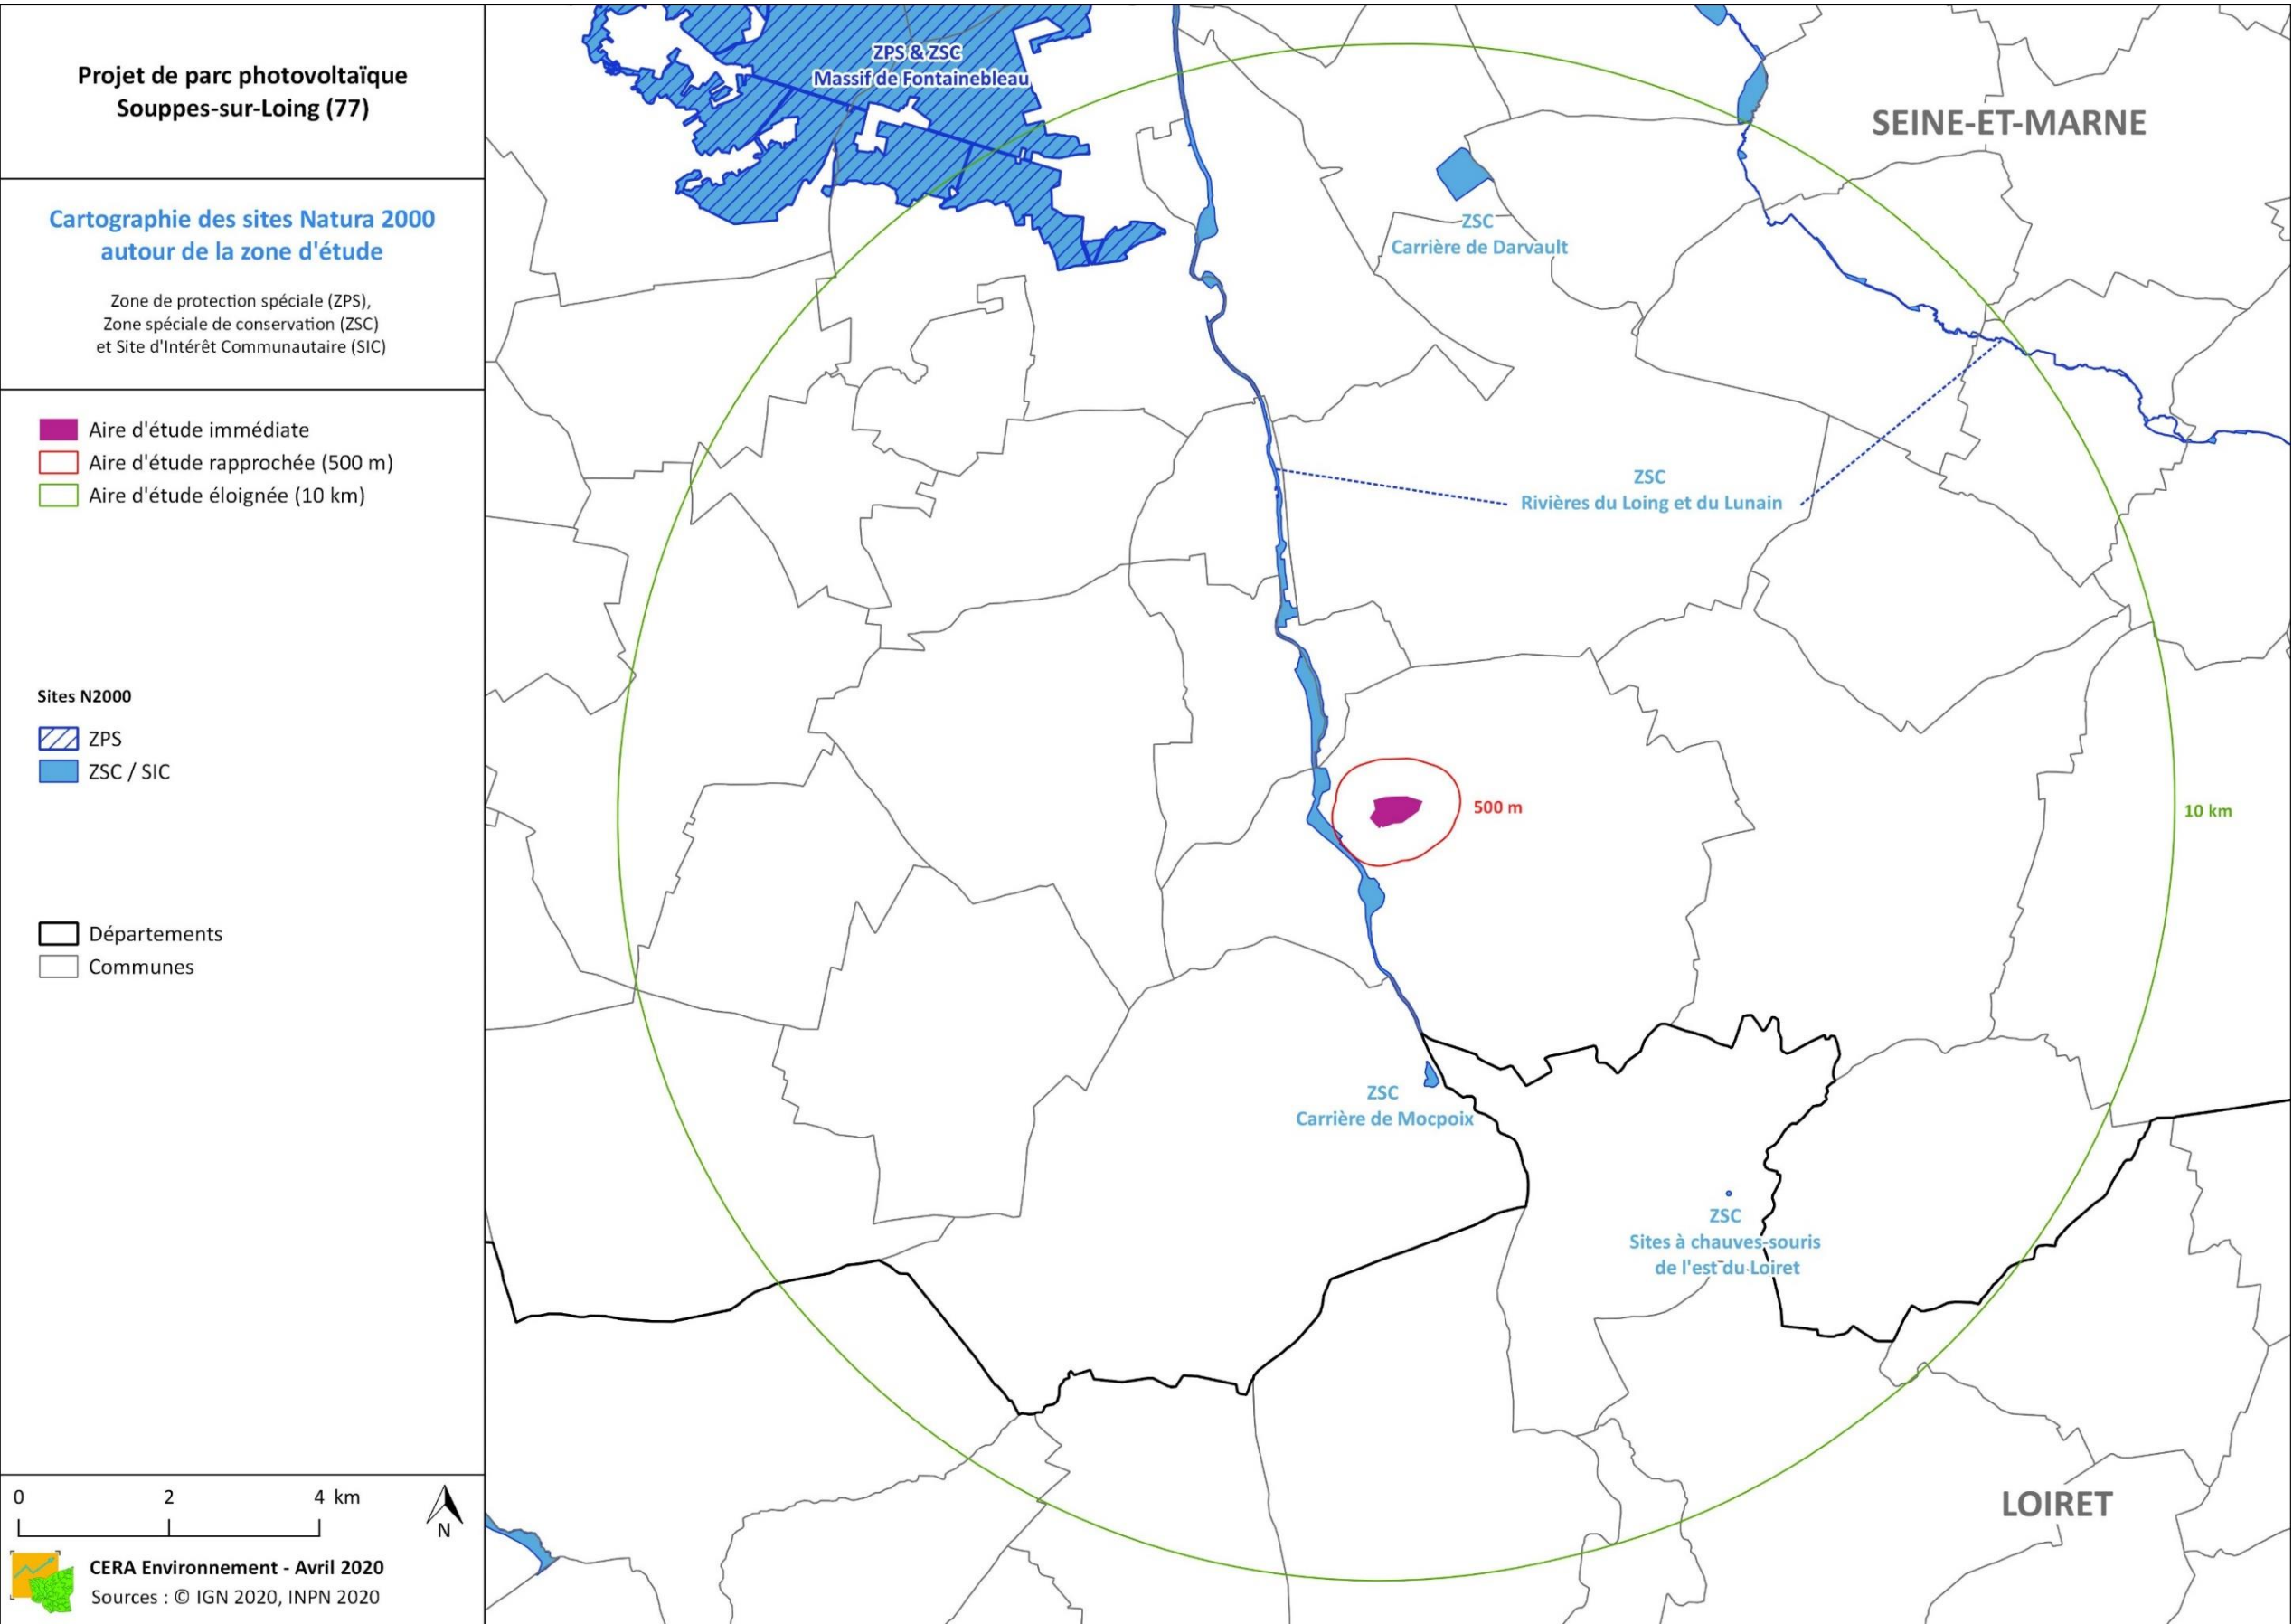 Projet de parc photovoltaïque
Souppes-sur-Loing (77)
Cartographie des sites Natura 2000
autour de la zone d'étude
Zone de protection spéciale (ZPS),
Zone spéciale de conservation (ZSC)
et Site d'Intérêt Communautaire (SIC)
Aire d'étude immédiate
Aire d'étude rapprochée (500 m)
Aire d'étude éloignée (10 km)
Sites N2000
ZPS
ZSC / SIC
Départements
Communes
0 2 4 km
N
CERA Environnement - Avril 2020
Sources : © IGN 2020, INPN 2020
ZPS & ZSC
Massif de Fontainebleau
SEINE-ET-MARNE
ZSC
Carrière de Darvault
ZSC
Rivières du Loing et du Lunain
500 m
10 km
ZSC
Carrière de Mocpoix
ZSC
Sites à chauves-souris
de l'est du Loiret
LOIRET